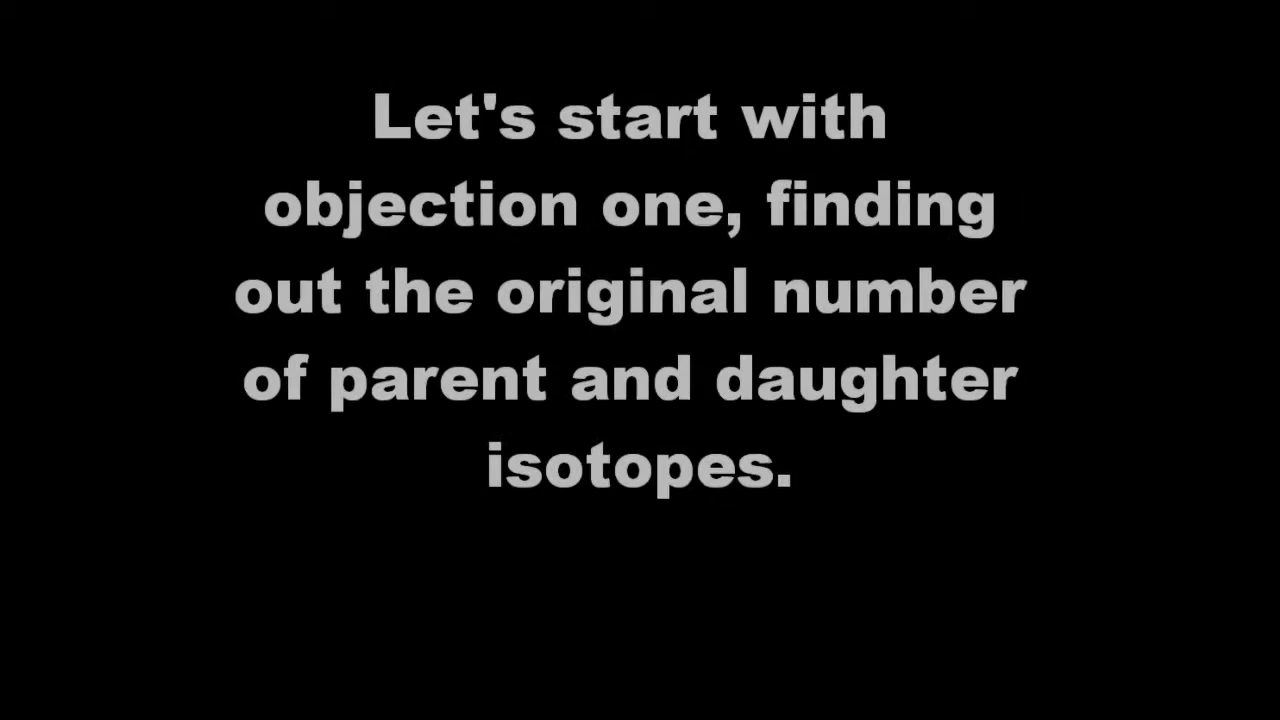 Let's start with
objection one, finding
out the original number
of parent and daughter
isotopes.